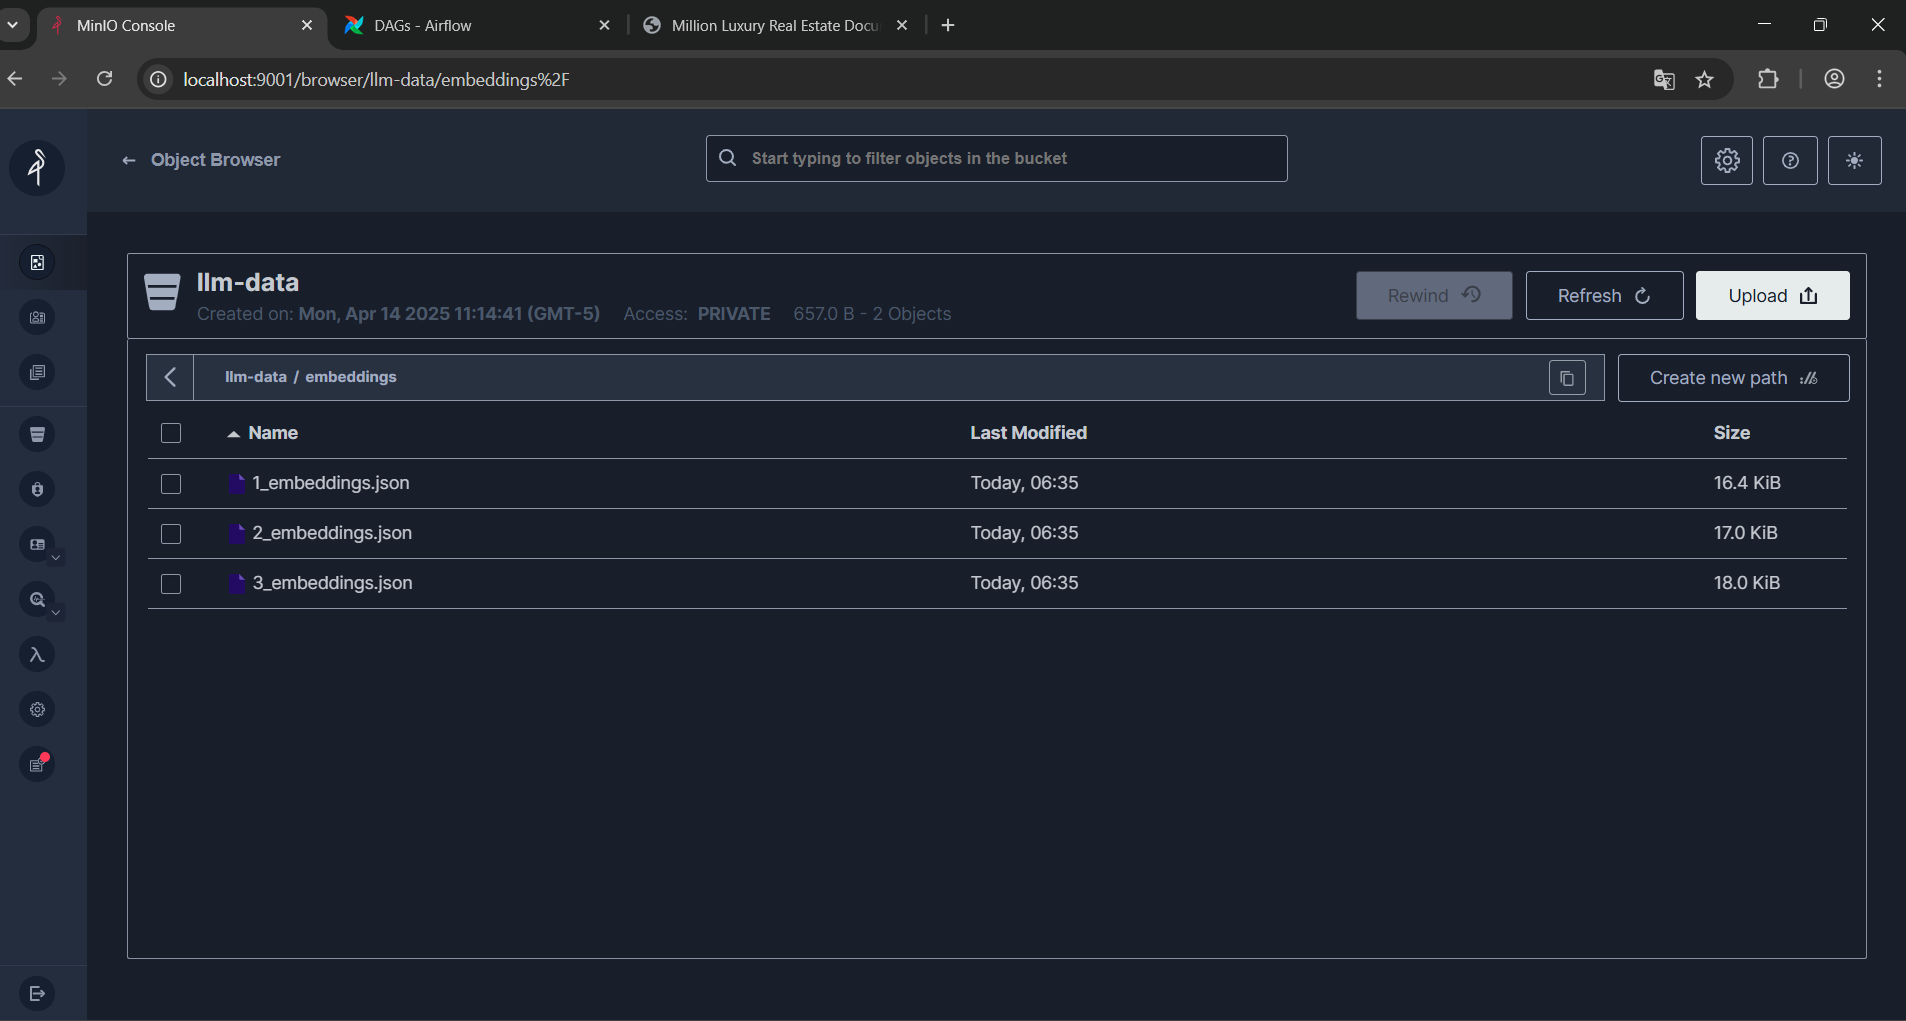 MinIO Console
DAGs - Airflow
Million Luxury Real Estate Docu
localhost:9001/browser/llm-data/embeddings%2F
Object Browser
Start typing to filter objects in the bucket
llm-data
Created on: Mon, Apr 14 2025 11:14:41 (GMT-5) Access: PRIVATE 657.0 B - 2 Objects
Rewind
Refresh
Upload
llm-data / embeddings
Create new path
Name Last Modified Size
1_embeddings.json Today, 06:35 16.4 KiB
2_embeddings.json Today, 06:35 17.0 KiB
3_embeddings.json Today, 06:35 18.0 KiB